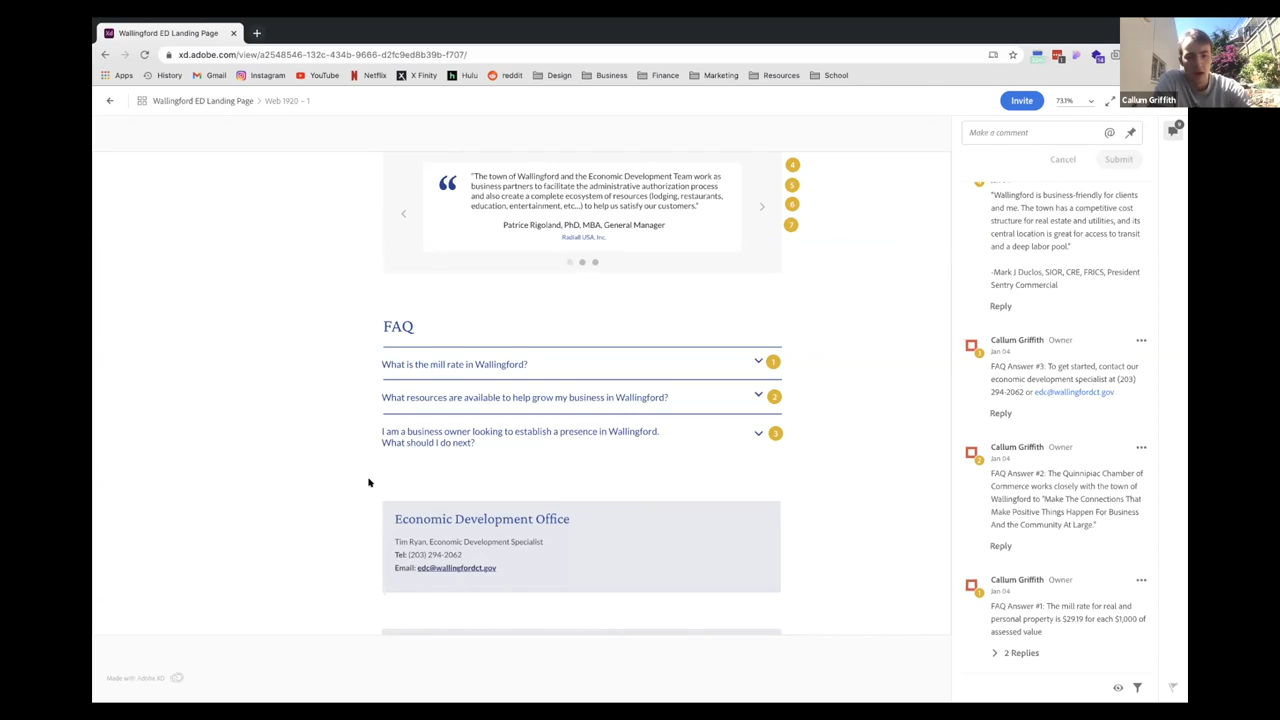 Wallingford ED Landing Page
xd.adobe.com/view/a2548546-132c-434b-9666-d2fc9ed8b39b-f707/
Apps History Gmail Instagram YouTube Netflix X Finity Hulu reddit Design Business Finance Marketing Resources School
Callum Griffith
Wallingford ED Landing Page > Web 1920 – 1
Invite
73.1%
"The town of Wallingford and the Economic Development Team work as
business partners to facilitate the administrative authorization process
and also create a complete ecosystem of resources (lodging, restaurants,
education, entertainment, etc...) to help us satisfy our customers."
Patrice Rigoland, PhD, MBA, General Manager
Radiall USA, Inc.
4
5
6
7
FAQ
What is the mill rate in Wallingford?
1
What resources are available to help grow my business in Wallingford?
2
I am a business owner looking to establish a presence in Wallingford.
What should I do next?
3
Economic Development Office
Tim Ryan, Economic Development Specialist
Tel: (203) 294-2062
Email: edc@wallingfordct.gov
Made with Adobe XD
Make a comment
@
9
Cancel
Submit
"Wallingford is business-friendly for clients
and me. The town has a competitive cost
structure for real estate and utilities, and its
central location is great for access to transit
and a deep labor pool."
-Mark J Duclos, SIOR, CRE, FRICS, President
Sentry Commercial
Reply
3
Callum Griffith Owner
Jan 04
FAQ Answer #3: To get started, contact our
economic development specialist at (203)
294-2062 or edc@wallingfordct.gov
Reply
2
Callum Griffith Owner
Jan 04
FAQ Answer #2: The Quinnipiac Chamber of
Commerce works closely with the town of
Wallingford to "Make The Connections That
Make Positive Things Happen For Business
And the Community At Large."
Reply
1
Callum Griffith Owner
Jan 04
FAQ Answer #1: The mill rate for real and
personal property is $29.19 for each $1,000 of
assessed value
2 Replies